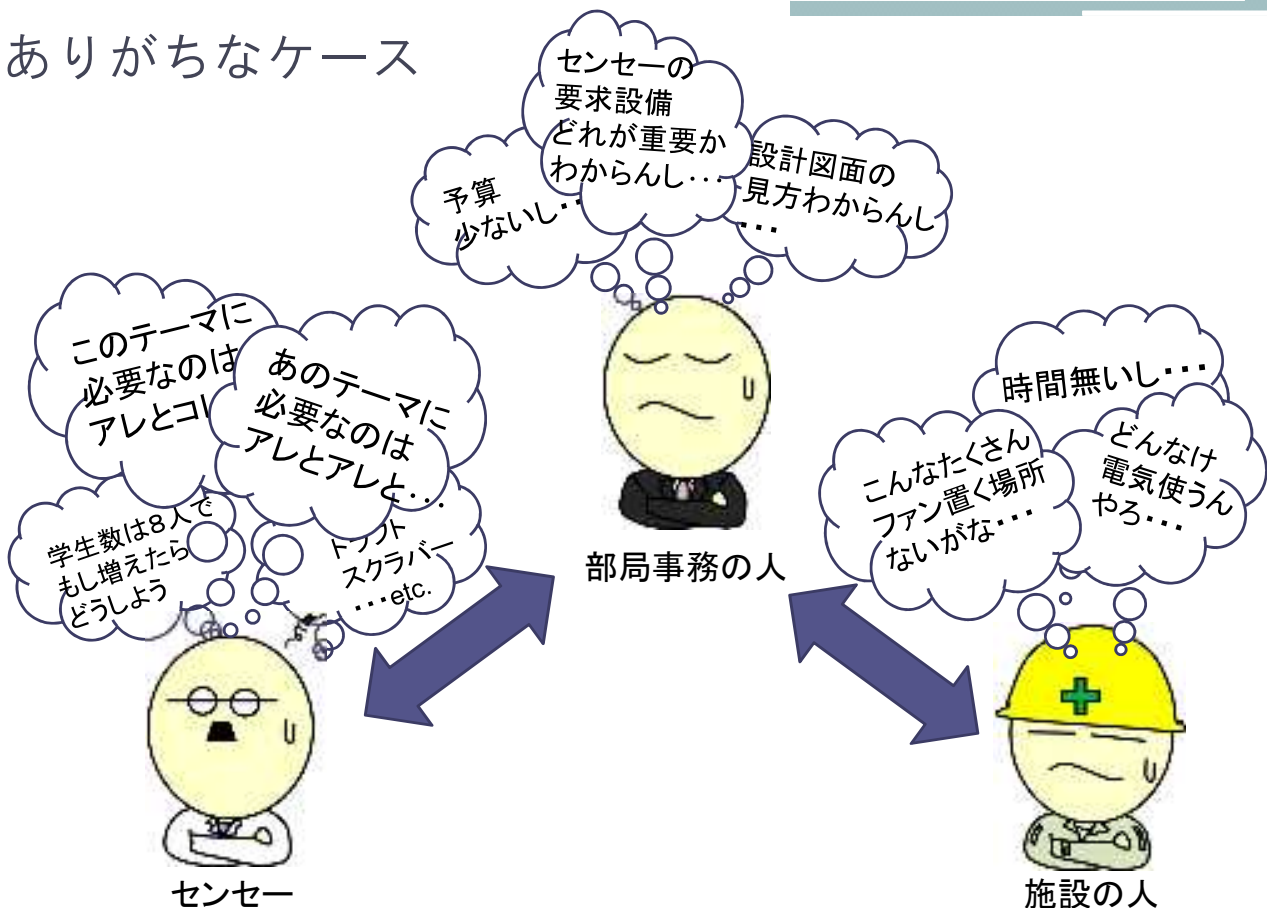 ありがちなケース
センセーの
要求設備
どれが重要か
わからんし・・・
予算
少ないし・・
設計図面の
見方わからんし
・・・
このテーマに
必要なのは
アレとコレ
あのテーマに
必要なのは
アレとアレと・・・
学生数は8人で
もし増えたら
どうしよう
スクラバー
・・・etc.
時間無いし・・・
こんなたくさん
ファン置く場所
ないがな・・・
どんなけ
電気使うん
やろ・・・
部局事務の人
センセー
施設の人